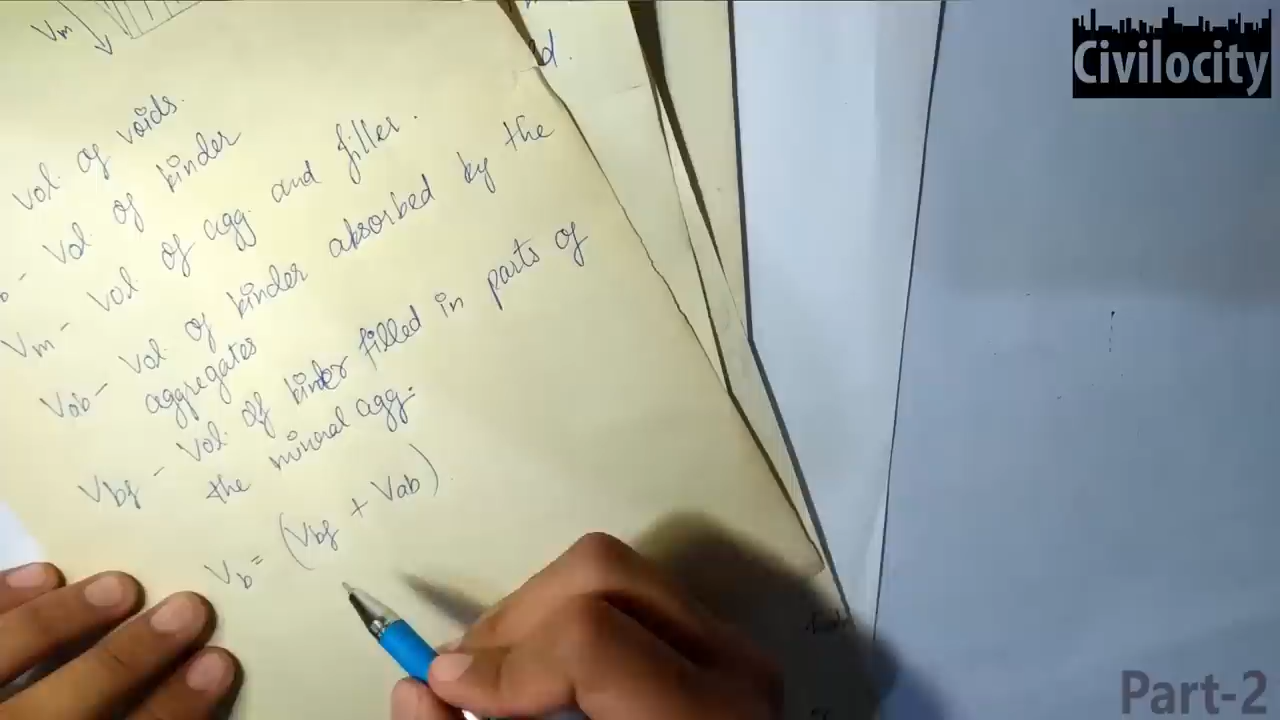 Vm
d.
Vol. of voids.
Vol. of binder
Vm - Vol. of agg. and filler.
Vab - Vol. of binder absorbed by the
aggregates
Vbf - Vol. of binder filled in parts of
the mineral agg.
Vb = (Vbf + Vab)
Civilocity
Part-2